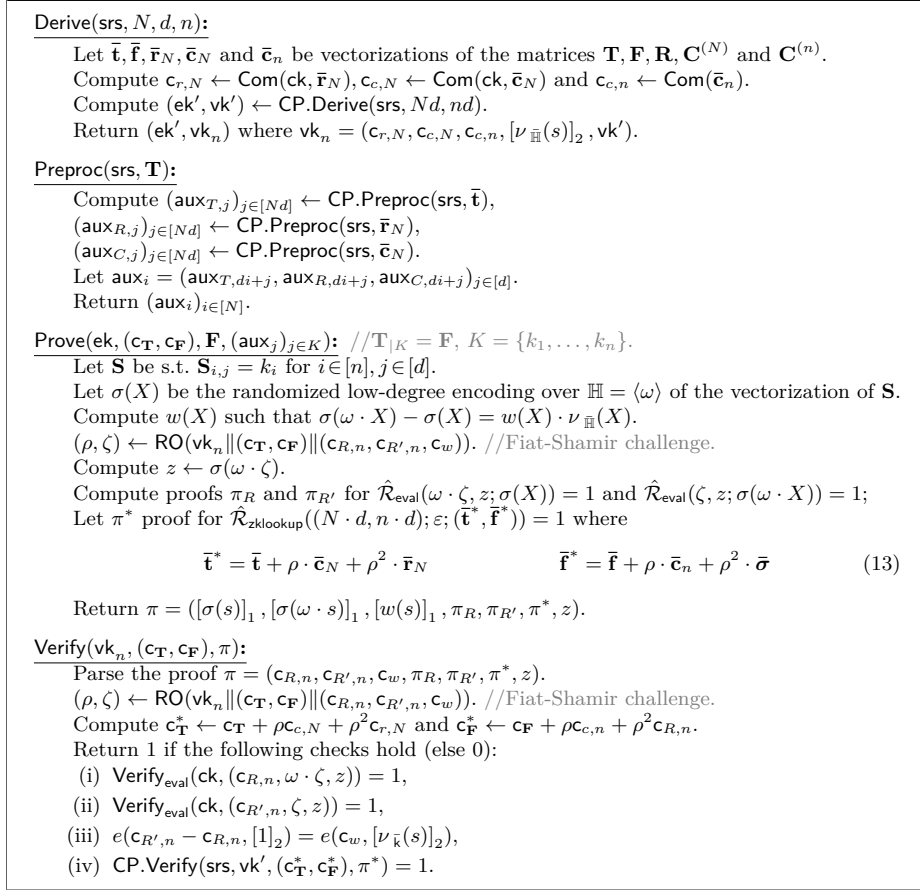 Derive(srs, N, d, n):
Let t̄, f̄, r̄_N, c̄_N and c̄_n be vectorizations of the matrices T, F, R, C^(N) and C^(n).
Compute c_{r,N} ← Com(ck, r̄_N), c_{c,N} ← Com(ck, c̄_N) and c_{c,n} ← Com(c̄_n).
Compute (ek′, vk′) ← CP.Derive(srs, Nd, nd).
Return (ek′, vk_n) where vk_n = (c_{r,N}, c_{c,N}, c_{c,n}, [ν_ℍ̄(s)]_2, vk′).
Preproc(srs, T):
Compute (aux_{T,j})_{j∈[Nd]} ← CP.Preproc(srs, t̄),
(aux_{R,j})_{j∈[Nd]} ← CP.Preproc(srs, r̄_N),
(aux_{C,j})_{j∈[Nd]} ← CP.Preproc(srs, c̄_N).
Let aux_i = (aux_{T,di+j}, aux_{R,di+j}, aux_{C,di+j})_{j∈[d]}.
Return (aux_i)_{i∈[N]}.
Prove(ek, (c_T, c_F), F, (aux_j)_{j∈K}): //T_{|K} = F, K = {k_1, . . . , k_n}.
Let S be s.t. S_{i,j} = k_i for i∈[n], j∈[d].
Let σ(X) be the randomized low-degree encoding over ℍ = ⟨ω⟩ of the vectorization of S.
Compute w(X) such that σ(ω · X) − σ(X) = w(X) · ν_ℍ̄(X).
(ρ, ζ) ← RO(vk_n‖(c_T, c_F)‖(c_{R,n}, c_{R′,n}, c_w)). //Fiat-Shamir challenge.
Compute z ← σ(ω · ζ).
Compute proofs π_R and π_{R′} for R̂_eval(ω · ζ, z; σ(X)) = 1 and R̂_eval(ζ, z; σ(ω · X)) = 1;
Let π* proof for R̂_zklookup((N · d, n · d); ε; (t̄*, f̄*)) = 1 where
t̄* = t̄ + ρ · c̄_N + ρ² · r̄_N f̄* = f̄ + ρ · c̄_n + ρ² · σ̄ (13)
Return π = ([σ(s)]_1, [σ(ω · s)]_1, [w(s)]_1, π_R, π_{R′}, π*, z).
Verify(vk_n, (c_T, c_F), π):
Parse the proof π = (c_{R,n}, c_{R′,n}, c_w, π_R, π_{R′}, π*, z).
(ρ, ζ) ← RO(vk_n‖(c_T, c_F)‖(c_{R,n}, c_{R′,n}, c_w)). //Fiat-Shamir challenge.
Compute c*_T ← c_T + ρc_{c,N} + ρ²c_{r,N} and c*_F ← c_F + ρc_{c,n} + ρ²c_{R,n}.
Return 1 if the following checks hold (else 0):
(i) Verify_eval(ck, (c_{R,n}, ω · ζ, z)) = 1,
(ii) Verify_eval(ck, (c_{R′,n}, ζ, z)) = 1,
(iii) e(c_{R′,n} − c_{R,n}, [1]_2) = e(c_w, [ν_k̄(s)]_2),
(iv) CP.Verify(srs, vk′, (c*_T, c*_F), π*) = 1.